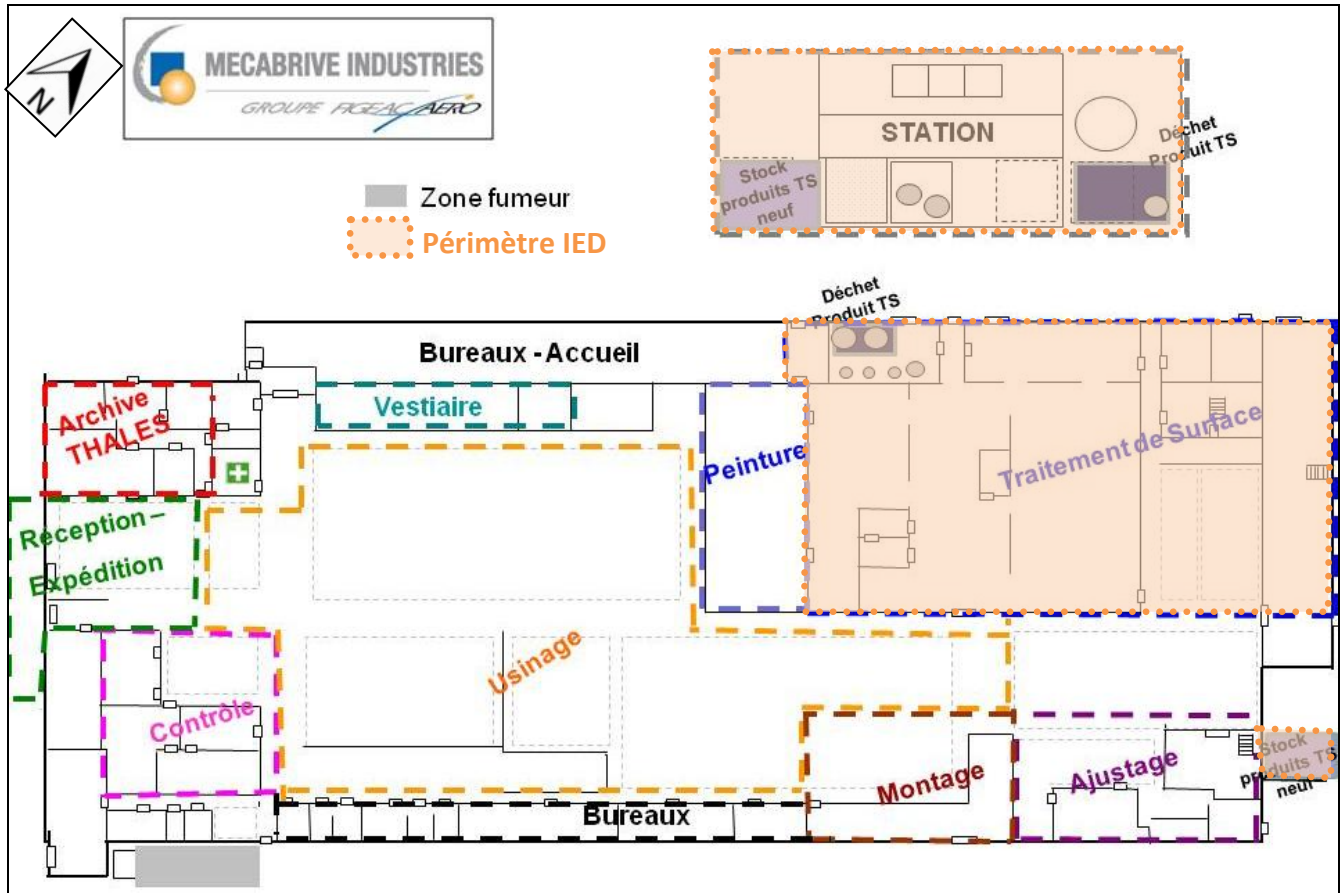 N
MECABRIVE INDUSTRIES
GROUPE FIGEAC AÉRO
Zone fumeur
Périmètre IED
STATION
Déchet
Produit TS
Stock
produits TS
neuf
Déchet
Produit TS
Bureaux - Accueil
Vestiaire
Archive
THALES
Peinture
Traitement de Surface
Réception –
Expédition
Usinage
Contrôle
Montage
Ajustage
Stock
produits TS
neuf
Bureaux